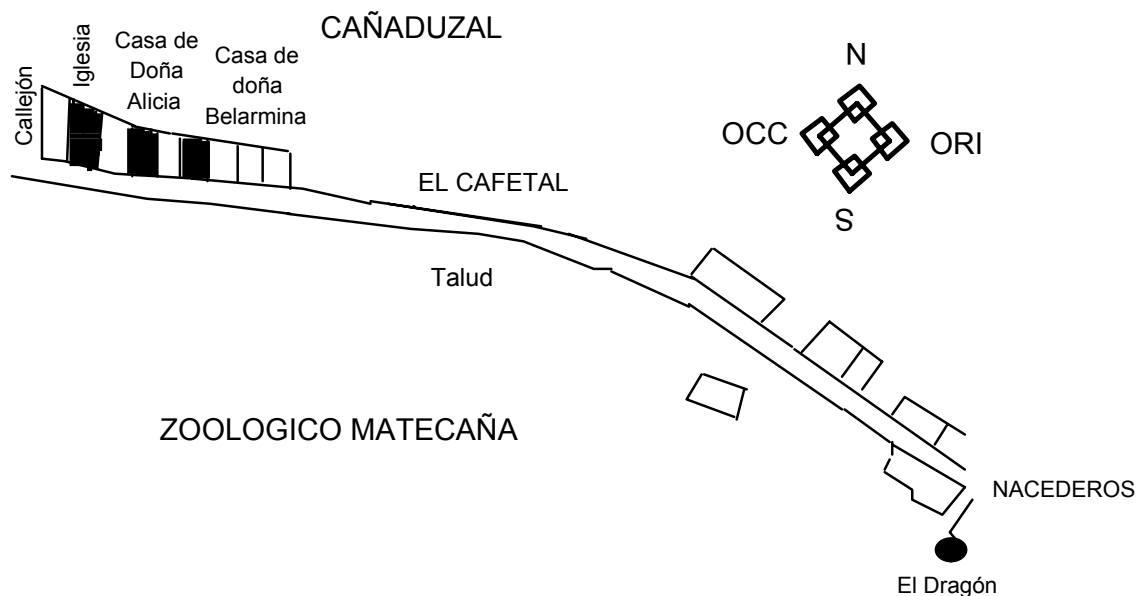 CAÑADUZAL
Callejón
Iglesia
Casa de
Doña
Alicia
Casa de
doña
Belarmina
N
OCC
ORI
S
EL CAFETAL
Talud
ZOOLOGICO MATECAÑA
NACEDEROS
El Dragón